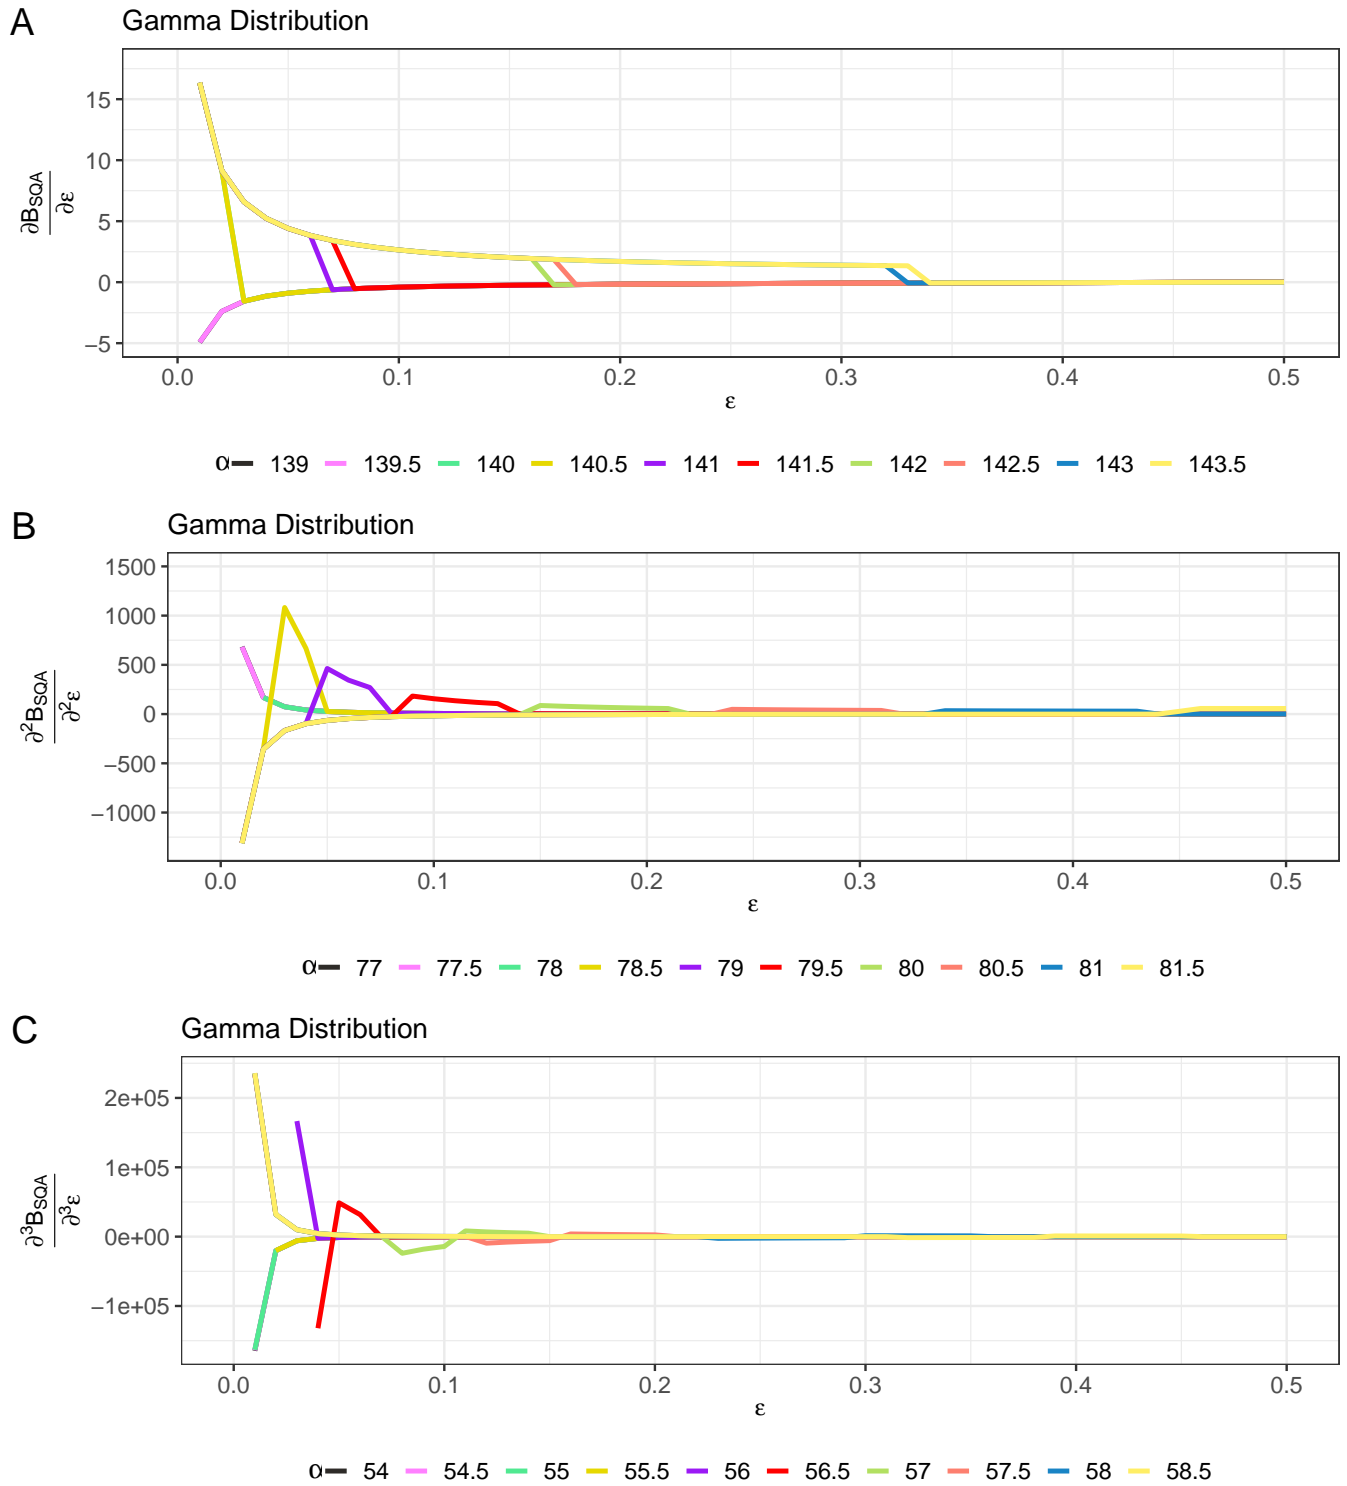 A
Gamma Distribution
∂B_SQA
∂ε
15
10
5
0
−5
0.0 0.1 0.2 0.3 0.4 0.5
ε
α 139 139.5 140 140.5 141 141.5 142 142.5 143 143.5
B
Gamma Distribution
∂²B_SQA
∂²ε
1500
1000
500
0
−500
−1000
0.0 0.1 0.2 0.3 0.4 0.5
ε
α 77 77.5 78 78.5 79 79.5 80 80.5 81 81.5
C
Gamma Distribution
∂³B_SQA
∂³ε
2e+05
1e+05
0e+00
−1e+05
0.0 0.1 0.2 0.3 0.4 0.5
ε
α 54 54.5 55 55.5 56 56.5 57 57.5 58 58.5